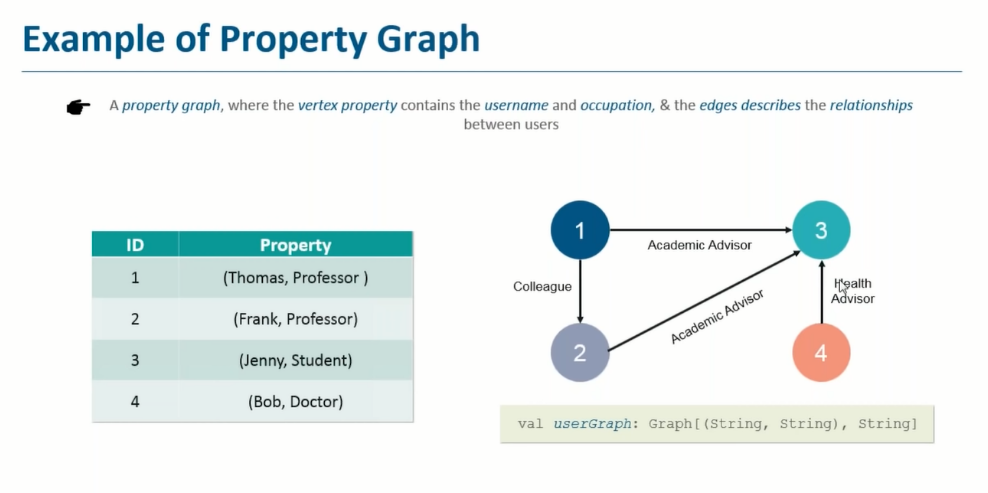 Example of Property Graph
A property graph, where the vertex property contains the username and occupation, & the edges describes the relationships
between users
ID Property
1 (Thomas, Professor )
2 (Frank, Professor)
3 (Jenny, Student)
4 (Bob, Doctor)
1
3
Academic Advisor
Colleague
Health
Advisor
Academic Advisor
2
4
val userGraph: Graph[(String, String), String]